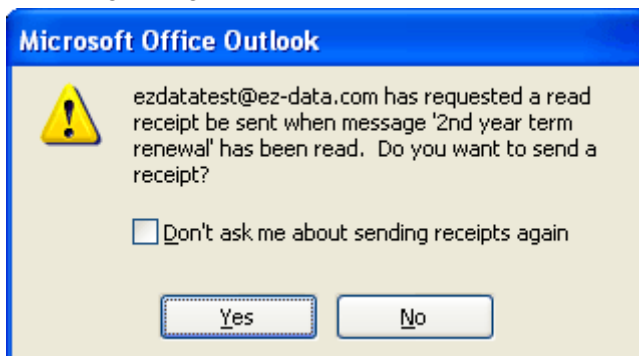 Microsoft Office Outlook
ezdatatest@ez-data.com has requested a read
receipt be sent when message '2nd year term
renewal' has been read.  Do you want to send a
receipt?
Don't ask me about sending receipts again
Yes
No